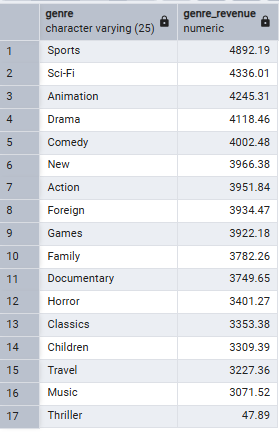 genre genre_revenue
character varying (25) numeric
1 Sports 4892.19
2 Sci-Fi 4336.01
3 Animation 4245.31
4 Drama 4118.46
5 Comedy 4002.48
6 New 3966.38
7 Action 3951.84
8 Foreign 3934.47
9 Games 3922.18
10 Family 3782.26
11 Documentary 3749.65
12 Horror 3401.27
13 Classics 3353.38
14 Children 3309.39
15 Travel 3227.36
16 Music 3071.52
17 Thriller 47.89